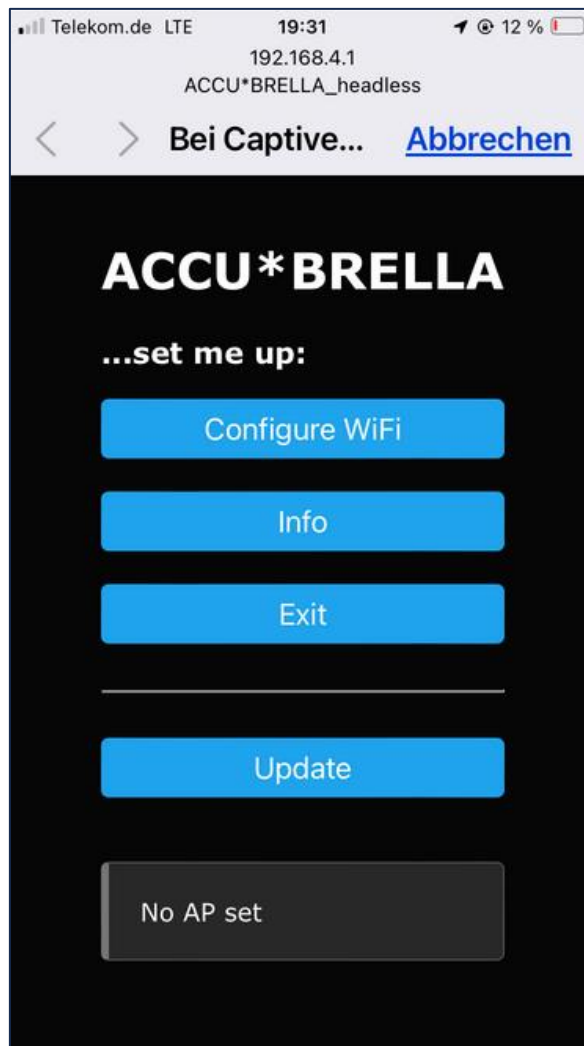 Telekom.de LTE 19:31 12 %
192.168.4.1
ACCU*BRELLA_headless
Bei Captive... Abbrechen
ACCU*BRELLA
...set me up:
Configure WiFi
Info
Exit
Update
No AP set